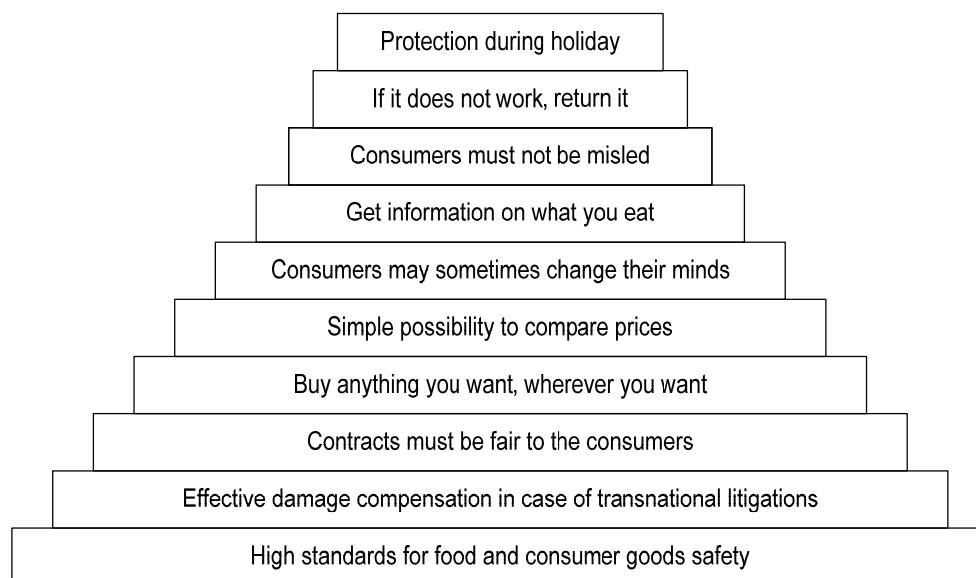 Protection during holiday
If it does not work, return it
Consumers must not be misled
Get information on what you eat
Consumers may sometimes change their minds
Simple possibility to compare prices
Buy anything you want, wherever you want
Contracts must be fair to the consumers
Effective damage compensation in case of transnational litigations
High standards for food and consumer goods safety